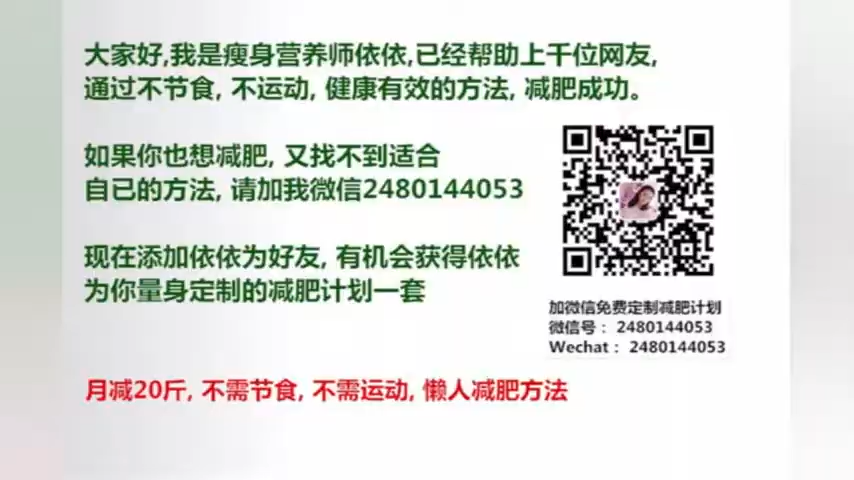 大家好,我是瘦身营养师依依,已经帮助上千位网友,
通过不节食, 不运动, 健康有效的方法, 减肥成功。
如果你也想减肥, 又找不到适合
自己的方法, 请加我微信2480144053
现在添加依依为好友, 有机会获得依依
为你量身定制的减肥计划一套
加微信免费定制减肥计划
微信号： 2480144053
Wechat： 2480144053
月减20斤, 不需节食, 不需运动, 懒人减肥方法